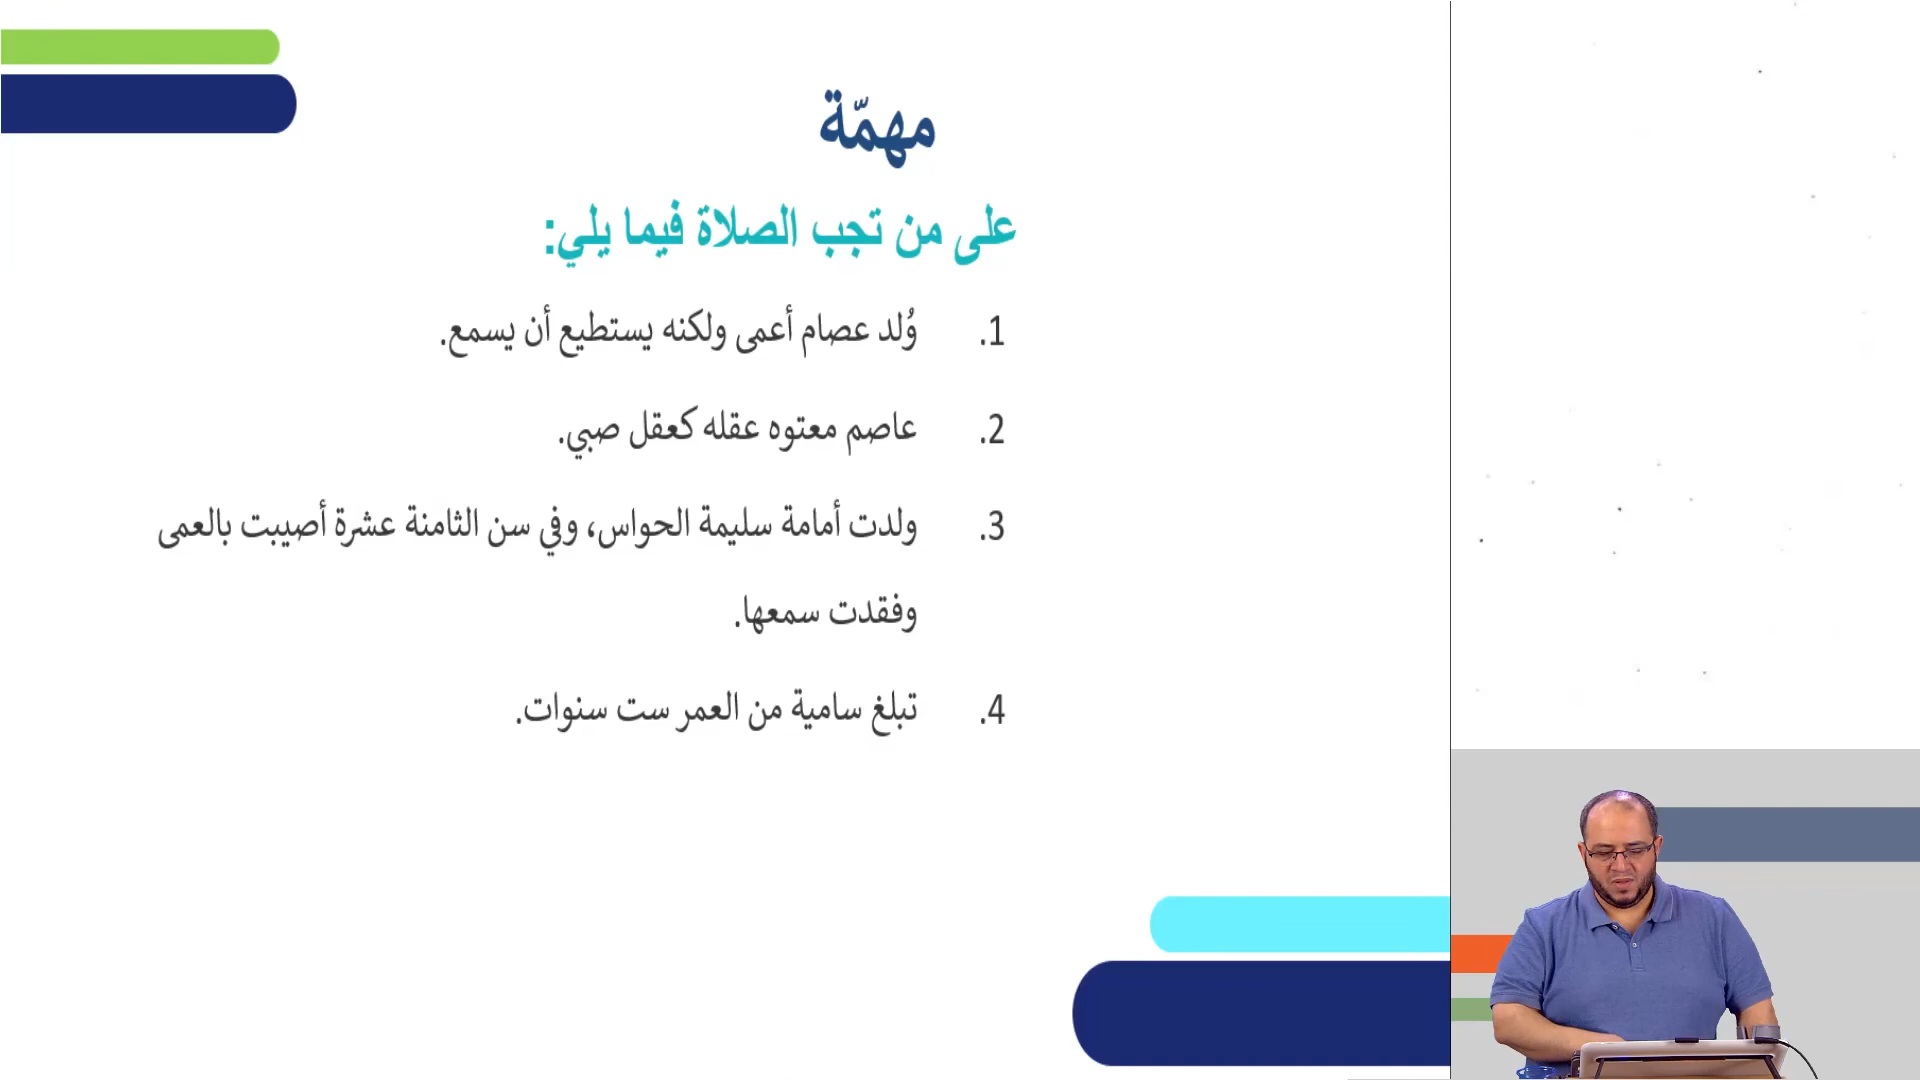 مهمّة
على من تجب الصلاة فيما يلي:
1. وُلد عصام أعمى ولكنه يستطيع أن يسمع.
2. عاصم معتوه عقله كعقل صبي.
3. ولدت أمامة سليمة الحواس، وفي سن الثامنة عشرة أصيبت بالعمى
وفقدت سمعها.
4. تبلغ سامية من العمر ست سنوات.